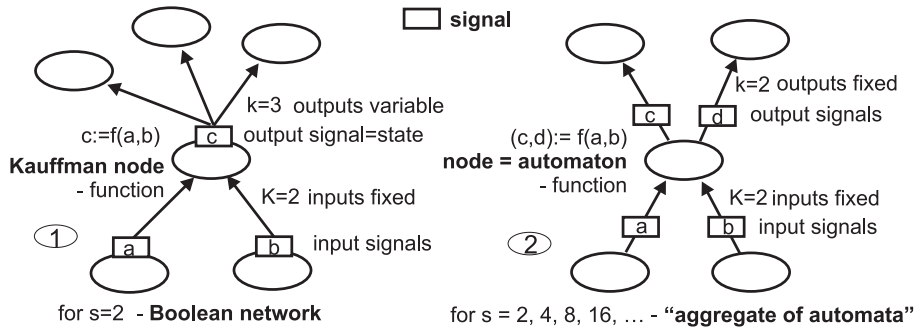 signal
k=3 outputs variable
c:=f(a,b)
c
output signal=state
Kauffman node
- function
K=2 inputs fixed
1
a
b
input signals
for s=2 - Boolean network
k=2 outputs fixed
c
d
output signals
(c,d):= f(a,b)
node = automaton
- function
K=2 inputs fixed
2
a
b
input signals
for s = 2, 4, 8, 16, ... - “aggregate of automata”